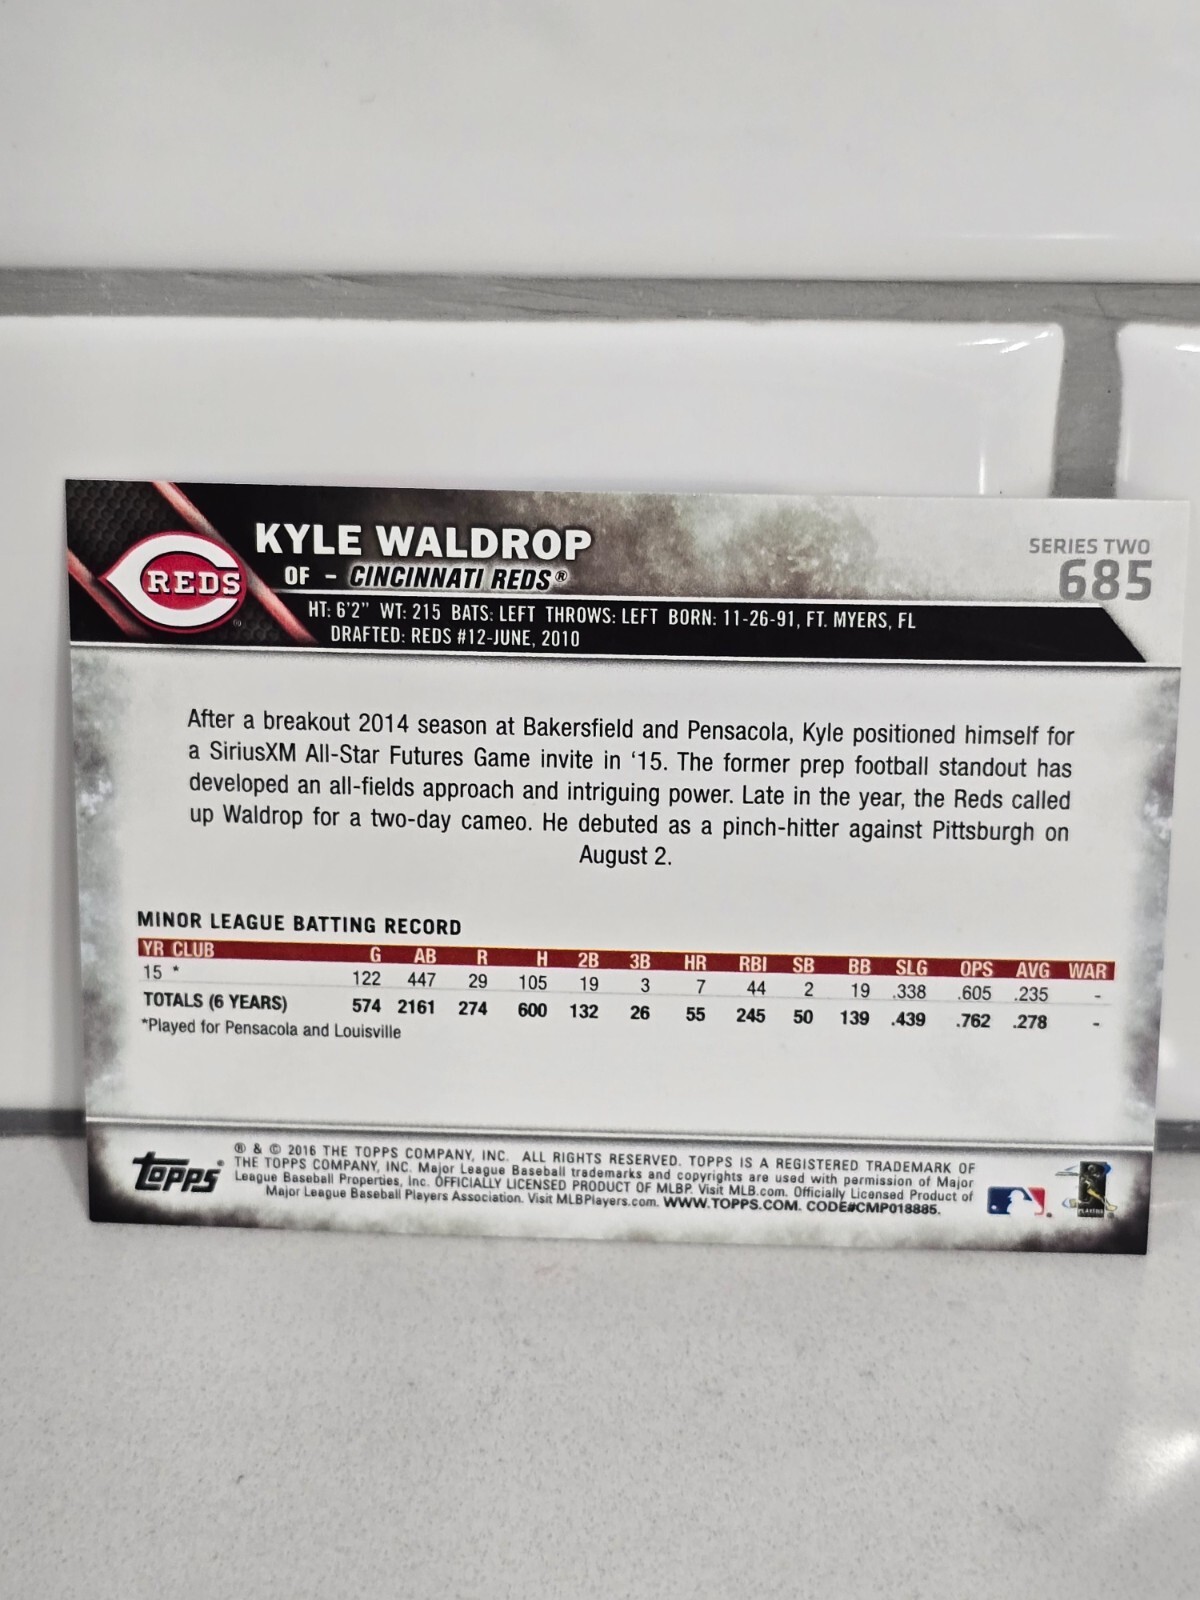 REDS
KYLE WALDROP
OF - CINCINNATI REDS®
SERIES TWO
685
HT: 6'2" WT: 215 BATS: LEFT THROWS: LEFT BORN: 11-26-91, FT. MYERS, FL
DRAFTED: REDS #12-JUNE, 2010
After a breakout 2014 season at Bakersfield and Pensacola, Kyle positioned himself for
a SiriusXM All-Star Futures Game invite in ‘15. The former prep football standout has
developed an all-fields approach and intriguing power. Late in the year, the Reds called
up Waldrop for a two-day cameo. He debuted as a pinch-hitter against Pittsburgh on
August 2.
MINOR LEAGUE BATTING RECORD
YR CLUB G AB R H 2B 3B HR RBI SB BB SLG OPS AVG WAR
15 * 122 447 29 105 19 3 7 44 2 19 .338 .605 .235 -
TOTALS (6 YEARS) 574 2161 274 600 132 26 55 245 50 139 .439 .762 .278 -
*Played for Pensacola and Louisville
Topps®
® & © 2016 THE TOPPS COMPANY, INC. ALL RIGHTS RESERVED. TOPPS IS A REGISTERED TRADEMARK OF
THE TOPPS COMPANY, INC. Major League Baseball trademarks and copyrights are used with permission of Major
League Baseball Properties, Inc. OFFICIALLY LICENSED PRODUCT OF MLBP. Visit MLB.com. Officially Licensed Product of
Major League Baseball Players Association. Visit MLBPlayers.com. WWW.TOPPS.COM. CODE#CMP018885.
PLAYERS